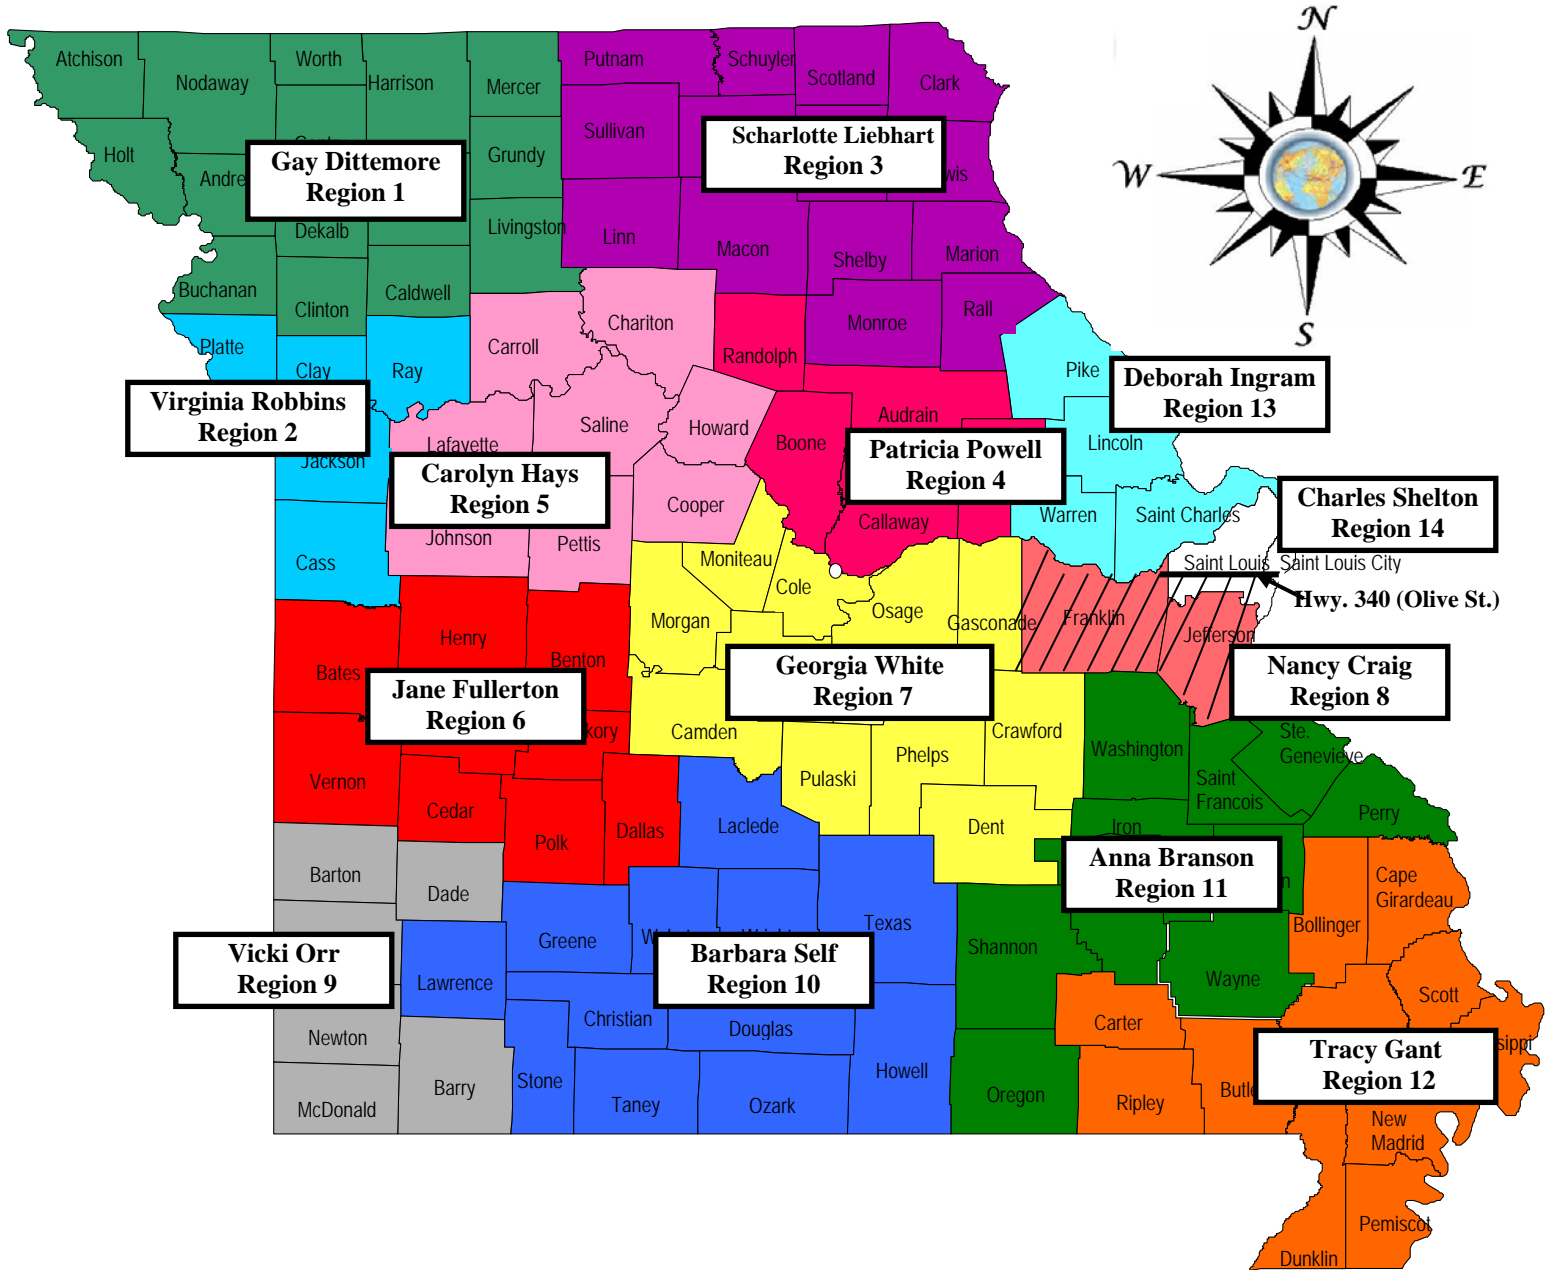 N
W
E
S
Atchison
Nodaway
Worth
Harrison
Mercer
Putnam
Schuyler
Scotland
Clark
Holt
Grundy
Sullivan
Gay Dittemore
Region 1
Scharlotte Liebhart
Region 3
Dekalb
Livingston
Linn
Macon
Shelby
Marion
Buchanan
Clinton
Caldwell
Chariton
Monroe
Rall
Platte
Clay
Ray
Carroll
Randolph
Pike
Deborah Ingram
Region 13
Virginia Robbins
Region 2
Jackson
Lafayette
Saline
Howard
Boone
Audrain
Lincoln
Carolyn Hays
Region 5
Patricia Powell
Region 4
Cooper
Callaway
Warren
Saint Charles
Charles Shelton
Region 14
Cass
Johnson
Pettis
Moniteau
Cole
Saint Louis
Saint Louis City
Hwy. 340 (Olive St.)
Henry
Benton
Morgan
Osage
Gasconade
Franklin
Jefferson
Bates
Jane Fullerton
Region 6
Georgia White
Region 7
Nancy Craig
Region 8
kory
Camden
Crawford
Washington
Ste.
Genevieve
Vernon
Cedar
Polk
Dallas
Laclede
Pulaski
Phelps
Dent
Saint
Francois
Perry
Iron
Anna Branson
Region 11
Barton
Dade
Greene
Texas
Shannon
Bollinger
Cape
Girardeau
Vicki Orr
Region 9
Lawrence
Barbara Self
Region 10
Wayne
Scott
Newton
Christian
Douglas
Carter
Tracy Gant
Region 12
sippi
McDonald
Barry
Stone
Taney
Ozark
Howell
Oregon
Ripley
New
Madrid
Pemiscot
Dunklin